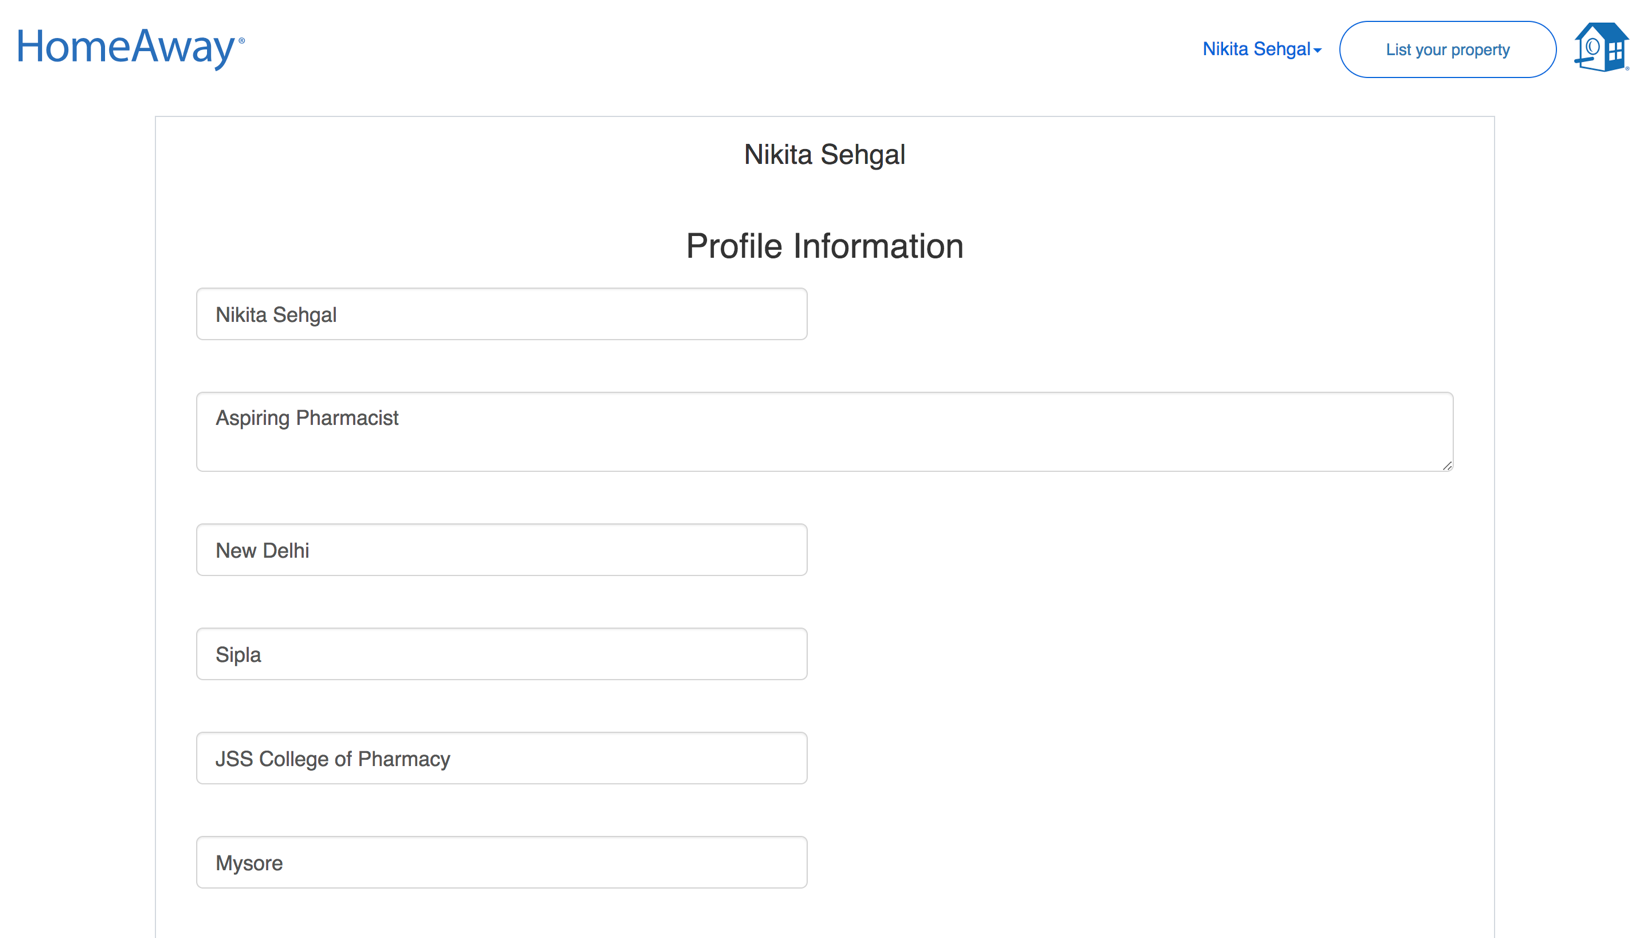 HomeAway®
Nikita Sehgal
List your property
Nikita Sehgal
Profile Information
Nikita Sehgal
Aspiring Pharmacist
New Delhi
Sipla
JSS College of Pharmacy
Mysore